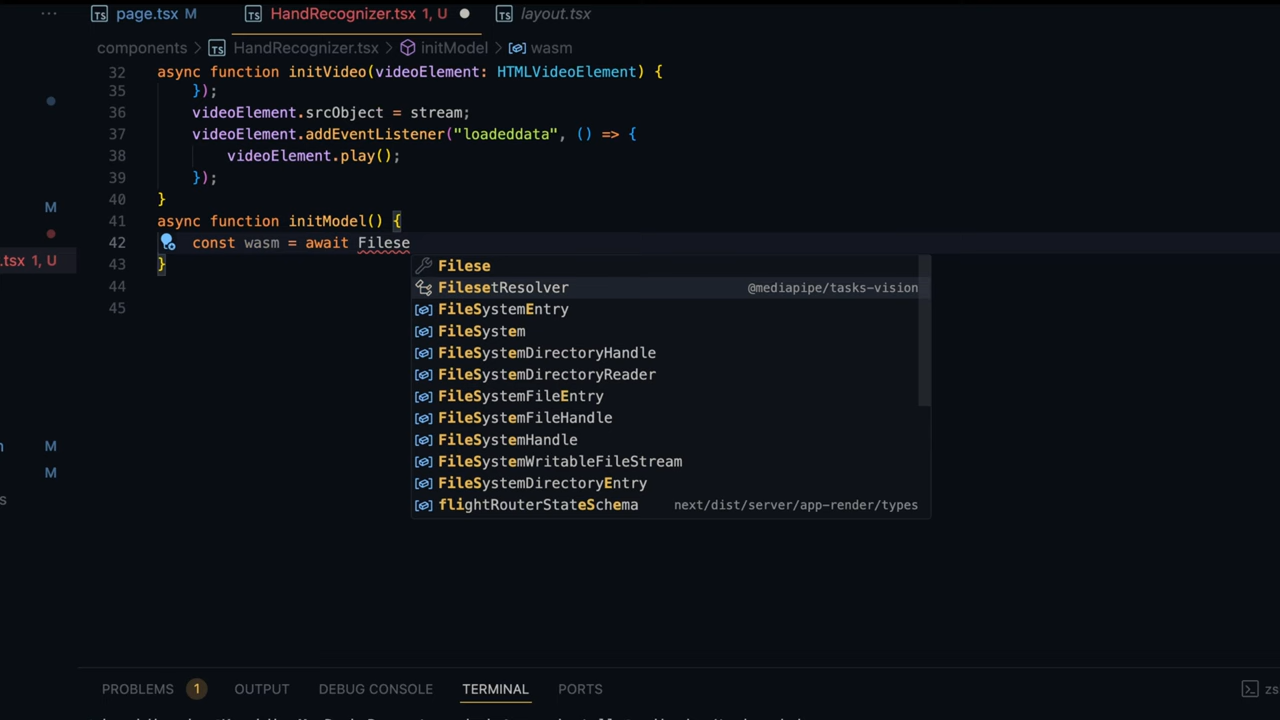 ··· page.tsx M HandRecognizer.tsx 1, U ● layout.tsx
components > HandRecognizer.tsx > initModel > wasm
32 async function initVideo(videoElement: HTMLVideoElement) {
35 });
36 videoElement.srcObject = stream;
37 videoElement.addEventListener("loadeddata", () => {
38 videoElement.play();
39 });
40 }
M
41 async function initModel() {
42 const wasm = await Filese
.tsx 1, U
43 }
44
45
Filese
FilesetResolver @mediapipe/tasks-vision
FileSystemEntry
FileSystem
FileSystemDirectoryHandle
FileSystemDirectoryReader
FileSystemFileEntry
FileSystemFileHandle
FileSystemHandle
FileSystemWritableFileStream
FileSystemDirectoryEntry
flightRouterStateSchema next/dist/server/app-render/types
M
M
s
PROBLEMS 1 OUTPUT DEBUG CONSOLE TERMINAL PORTS
zs